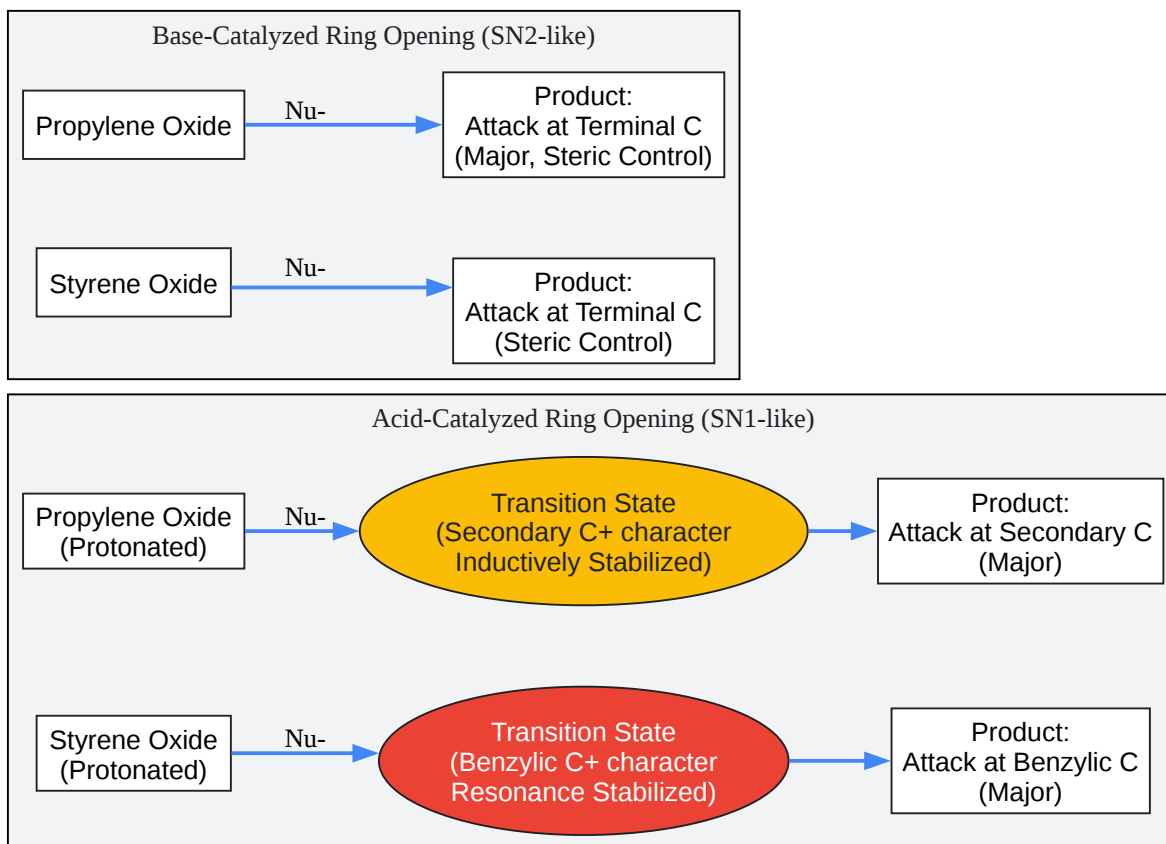 Base-Catalyzed Ring Opening (SN2-like)
Propylene Oxide
Nu-
Product:
Attack at Terminal C
(Major, Steric Control)
Styrene Oxide
Nu-
Product:
Attack at Terminal C
(Steric Control)
Acid-Catalyzed Ring Opening (SN1-like)
Propylene Oxide
(Protonated)
Nu-
Transition State
(Secondary C+ character
Inductively Stabilized)
Product:
Attack at Secondary C
(Major)
Styrene Oxide
(Protonated)
Nu-
Transition State
(Benzylic C+ character
Resonance Stabilized)
Product:
Attack at Benzylic C
(Major)